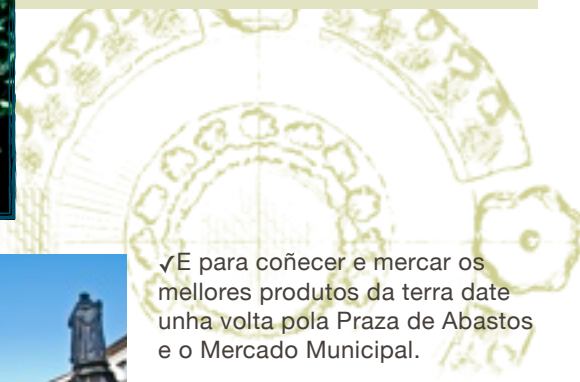 ✓E para coñecer e mercar os
mellores produtos da terra date
unha volta pola Praza de Abastos
e o Mercado Municipal.